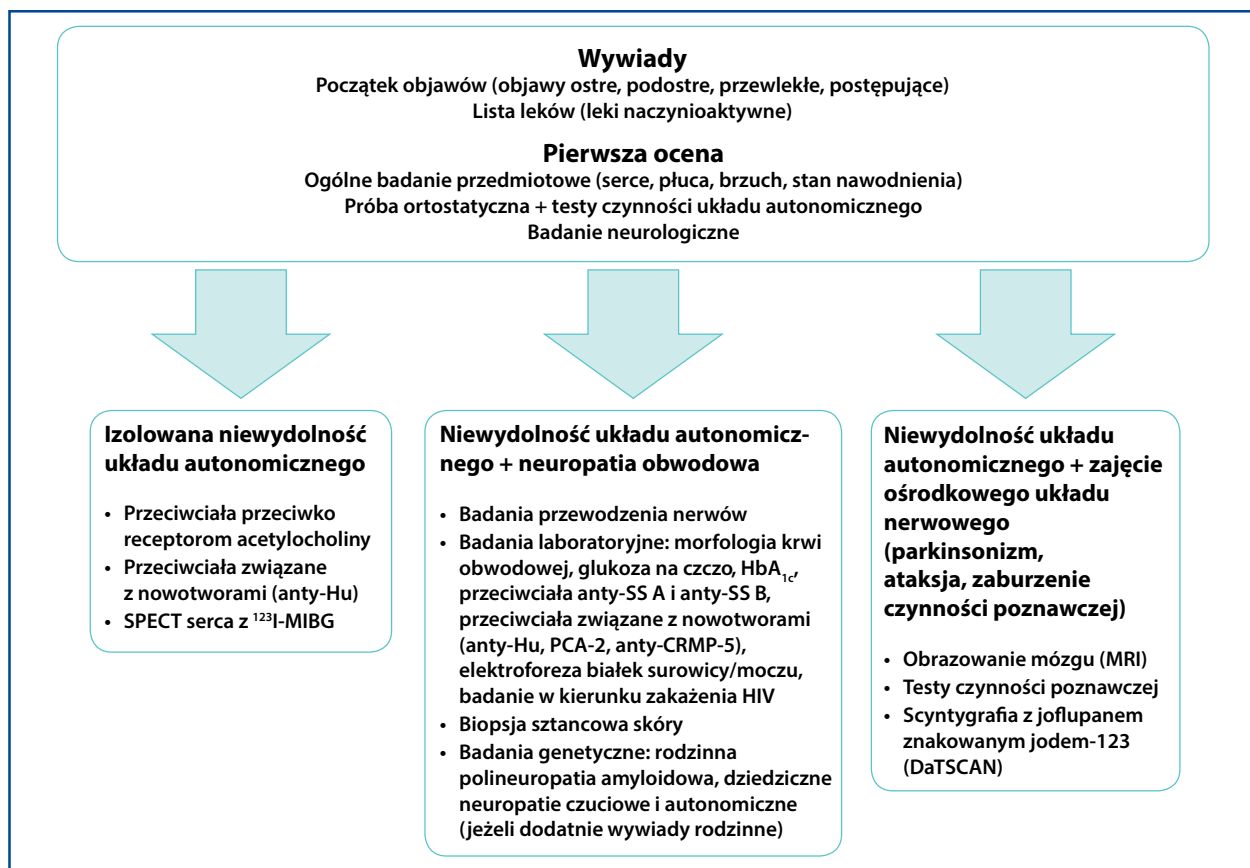 Wywiady
Początek objawów (objawy ostre, podostre, przewlekłe, postępujące)
Lista leków (leki naczynioaktywne)
Pierwsza ocena
Ogólne badanie przedmiotowe (serce, płuca, brzuch, stan nawodnienia)
Próba ortostatyczna + testy czynności układu autonomicznego
Badanie neurologiczne
Izolowana niewydolność
układu autonomicznego
• Przeciwciała przeciwko
receptorom acetylocholiny
• Przeciwciała związane
z nowotworami (anty-Hu)
• SPECT serca z ¹²³I-MIBG
Niewydolność układu autonomicz-
nego + neuropatia obwodowa
• Badania przewodzenia nerwów
• Badania laboratoryjne: morfologia krwi
obwodowej, glukoza na czczo, HbA₁c,
przeciwciała anty-SS A i anty-SS B,
przeciwciała związane z nowotworami
(anty-Hu, PCA-2, anty-CRMP-5),
elektroforeza białek surowicy/moczu,
badanie w kierunku zakażenia HIV
• Biopsja sztancowa skóry
• Badania genetyczne: rodzinna
polineuropatia amyloidowa, dziedziczne
neuropatie czuciowe i autonomiczne
(jeżeli dodatnie wywiady rodzinne)
Niewydolność układu
autonomicznego + zajęcie
ośrodkowego układu
nerwowego
(parkinsonizm,
ataksja, zaburzenie
czynności poznawczej)
• Obrazowanie mózgu (MRI)
• Testy czynności poznawczej
• Scyntygrafia z joflupanem
znakowanym jodem-123
(DaTSCAN)